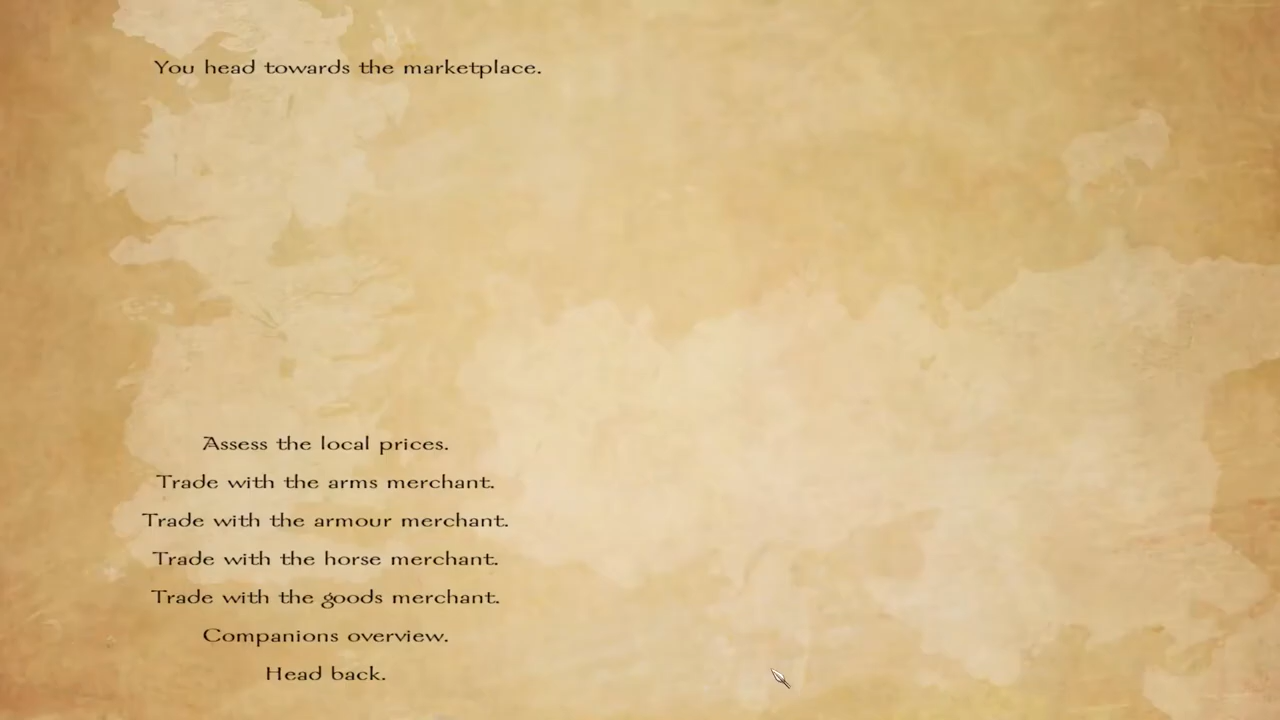 You head towards the marketplace.
Assess the local prices.
Trade with the arms merchant.
Trade with the armour merchant.
Trade with the horse merchant.
Trade with the goods merchant.
Companions overview.
Head back.